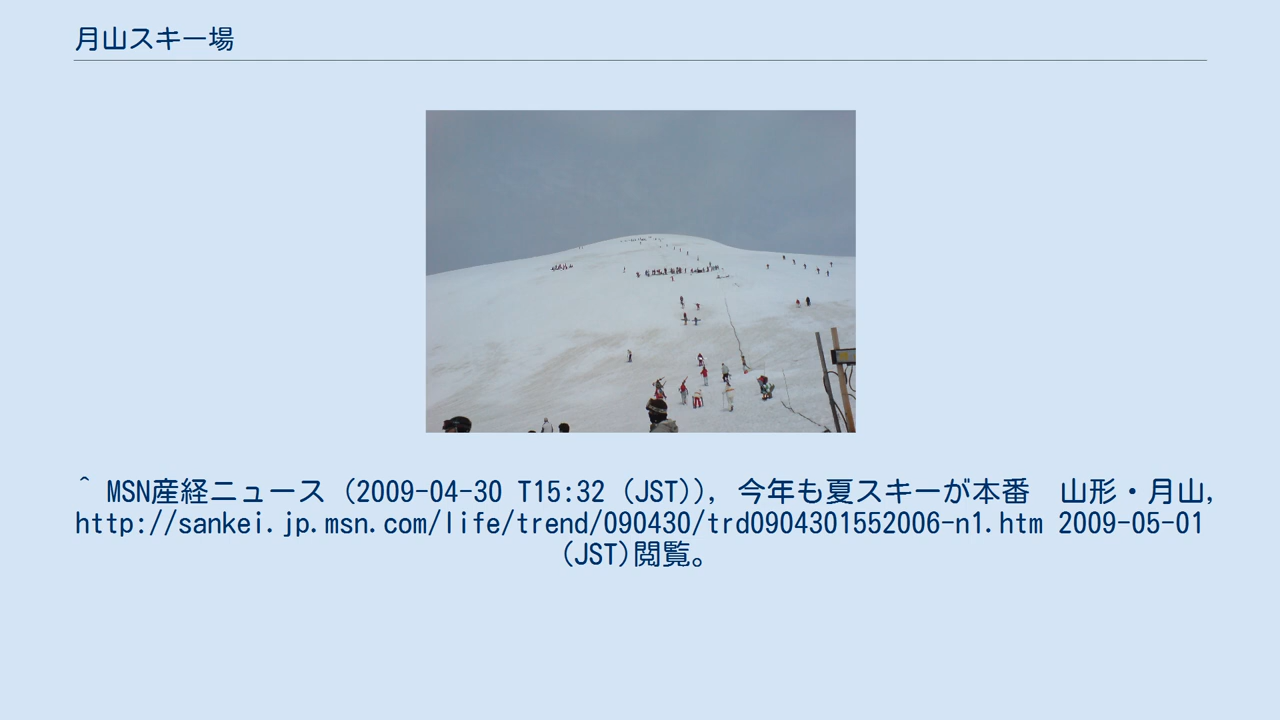 月山スキー場
^ MSN産経ニュース (2009-04-30 T15:32 (JST)), 今年も夏スキーが本番　山形・月山,
http://sankei.jp.msn.com/life/trend/090430/trd0904301552006-n1.htm 2009-05-01
(JST)閲覧。